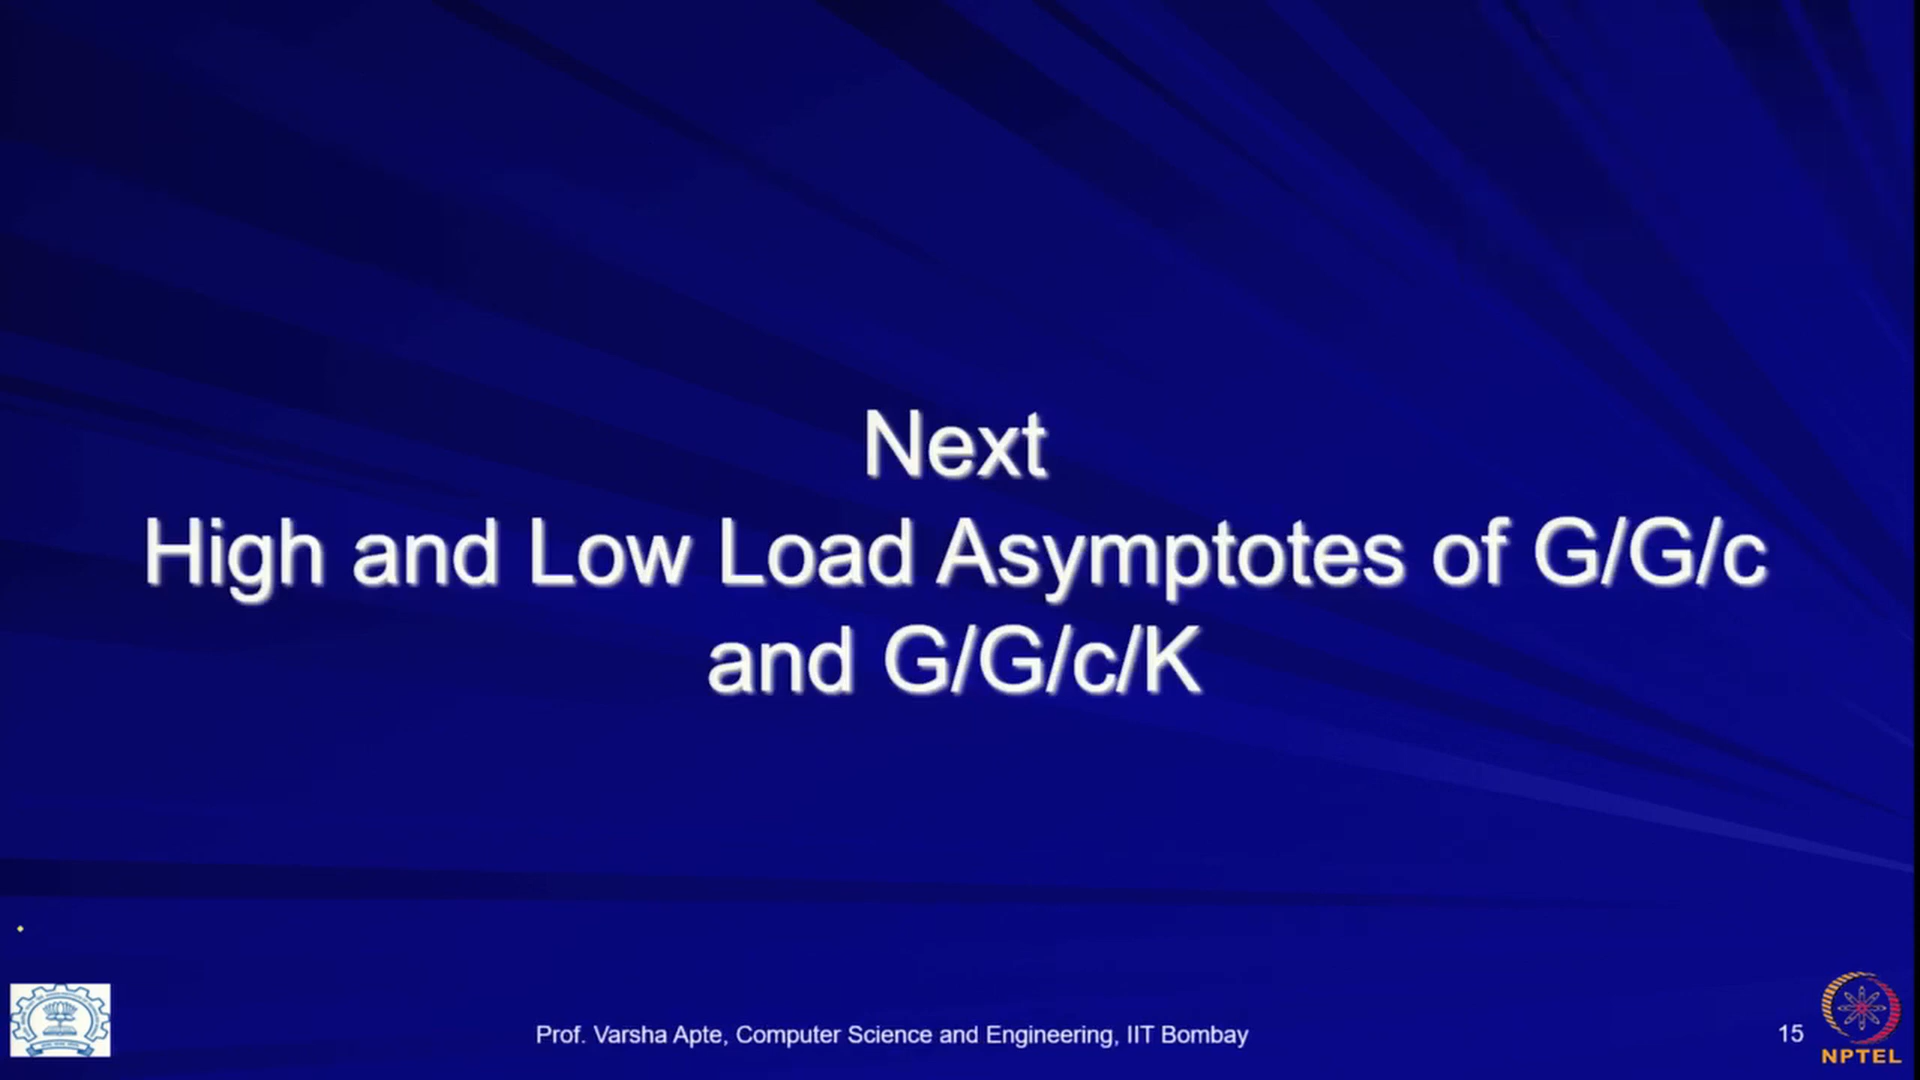 Next
High and Low Load Asymptotes of G/G/c
and G/G/c/K
Prof. Varsha Apte, Computer Science and Engineering, IIT Bombay
15
NPTEL